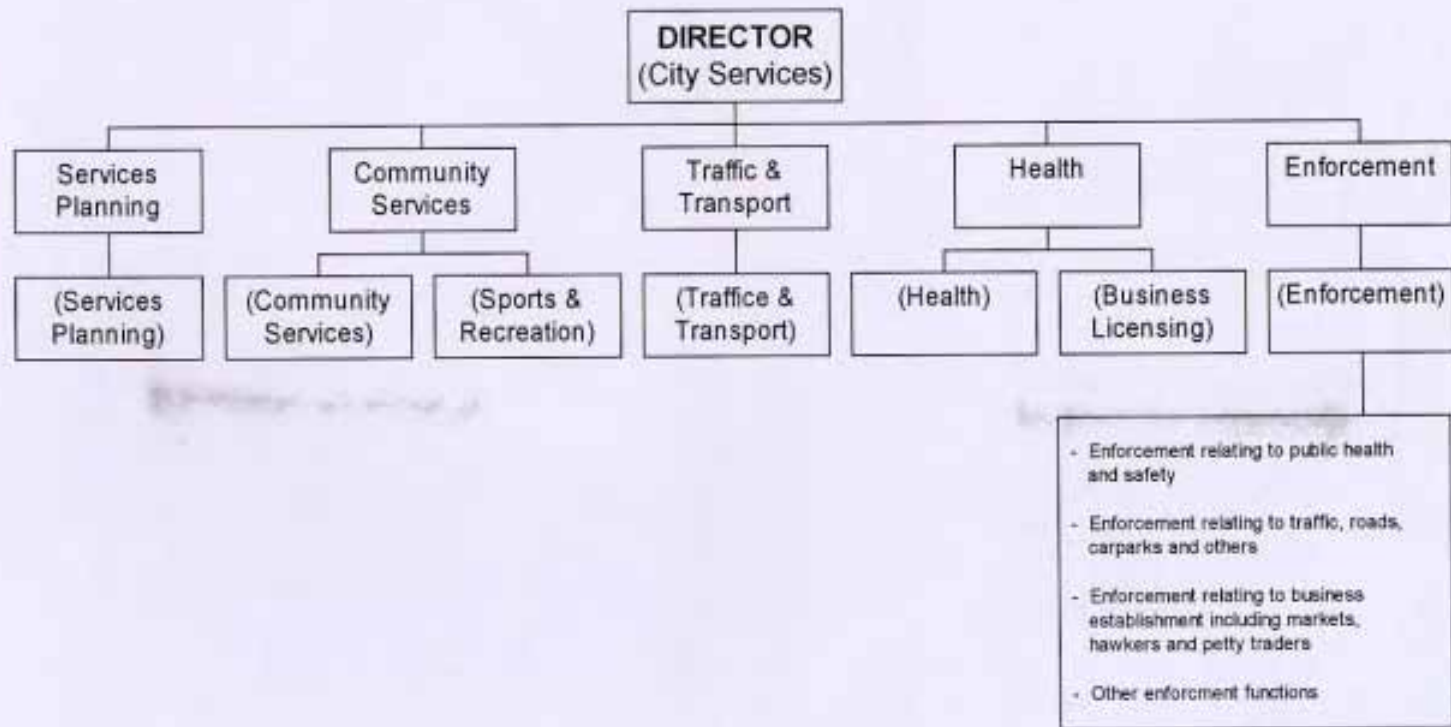 DIRECTOR
(City Services)
Services
Planning
Community
Services
Traffic &
Transport
Health
Enforcement
(Services
Planning)
(Community
Services)
(Sports &
Recreation)
(Traffice &
Transport)
(Health)
(Business
Licensing)
(Enforcement)
- Enforcement relating to public health
and safety
- Enforcement relating to traffic, roads,
carparks and others
- Enforcement relating to business
establishment including markets,
hawkers and petty traders
- Other enforcment functions